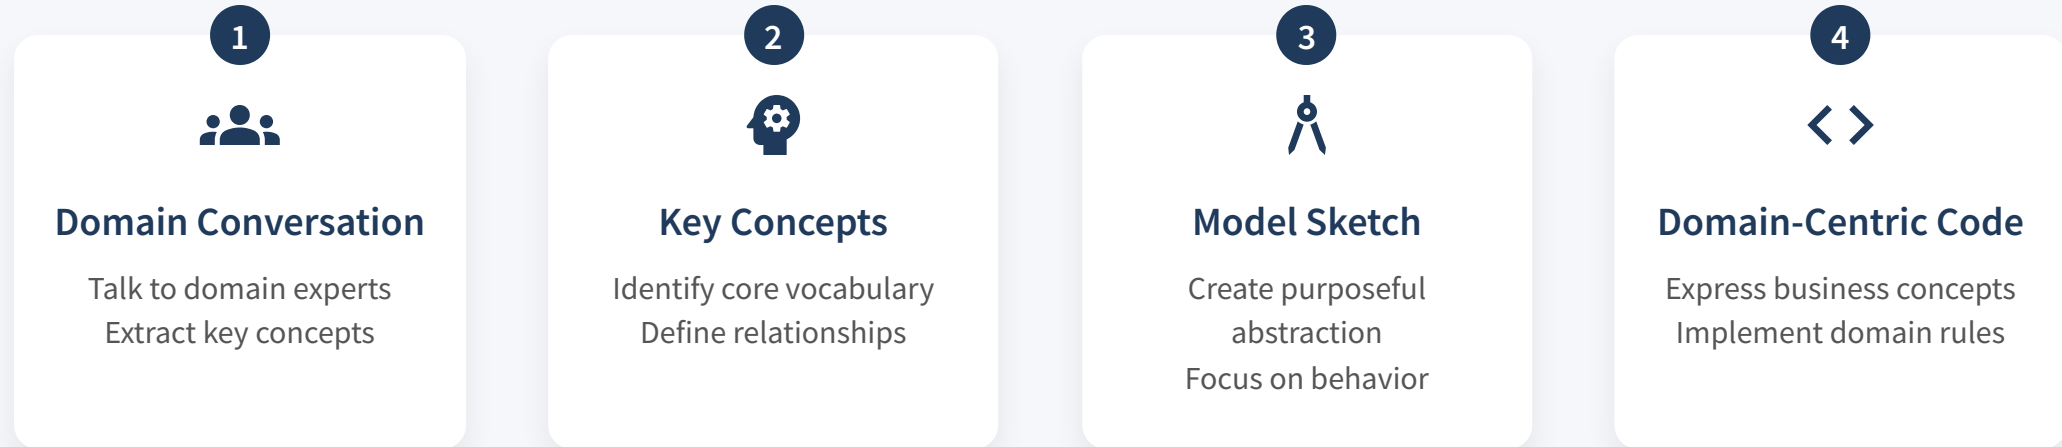 1
Domain Conversation
Talk to domain experts
Extract key concepts
2
Key Concepts
Identify core vocabulary
Define relationships
3
Model Sketch
Create purposeful
abstraction
Focus on behavior
4
Domain-Centric Code
Express business concepts
Implement domain rules